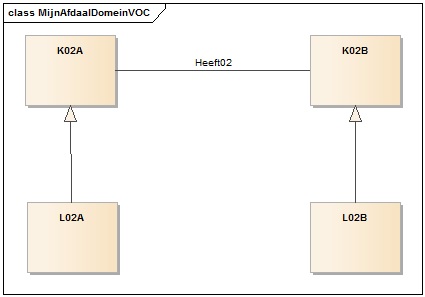 class MijnAfdaalDomeinVOC
K02A
Heeft02
K02B
L02A
L02B